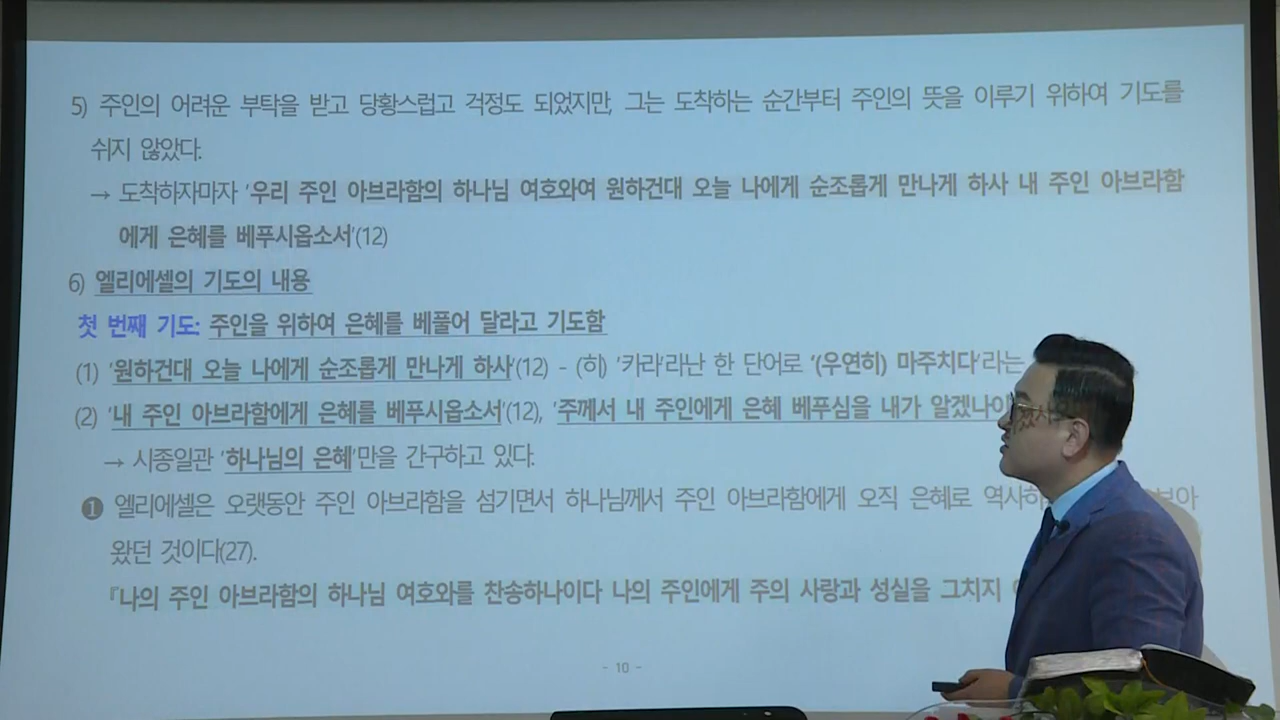 5) 주인의 어려운 부탁을 받고 당황스럽고 걱정도 되었지만, 그는 도착하는 순간부터 주인의 뜻을 이루기 위하여 기도를
쉬지 않았다.
→ 도착하자마자 '우리 주인 아브라함의 하나님 여호와여 원하건대 오늘 나에게 순조롭게 만나게 하사 내 주인 아브라함
에게 은혜를 베푸시옵소서'(12)
6) 엘리에셀의 기도의 내용
첫 번째 기도: 주인을 위하여 은혜를 베풀어 달라고 기도함
(1) '원하건대 오늘 나에게 순조롭게 만나게 하사'(12) - (히) '카라'라난 한 단어로 '(우연히) 마주치다'라는
(2) '내 주인 아브라함에게 은혜를 베푸시옵소서'(12), '주께서 내 주인에게 은혜 베푸심을 내가 알겠나이
→ 시종일관 '하나님의 은혜'만을 간구하고 있다.
❶ 엘리에셀은 오랫동안 주인 아브라함을 섬기면서 하나님께서 주인 아브라함에게 오직 은혜로 역사하 보아
왔던 것이다(27).
『나의 주인 아브라함의 하나님 여호와를 찬송하나이다 나의 주인에게 주의 사랑과 성실을 그치지
- 10 -